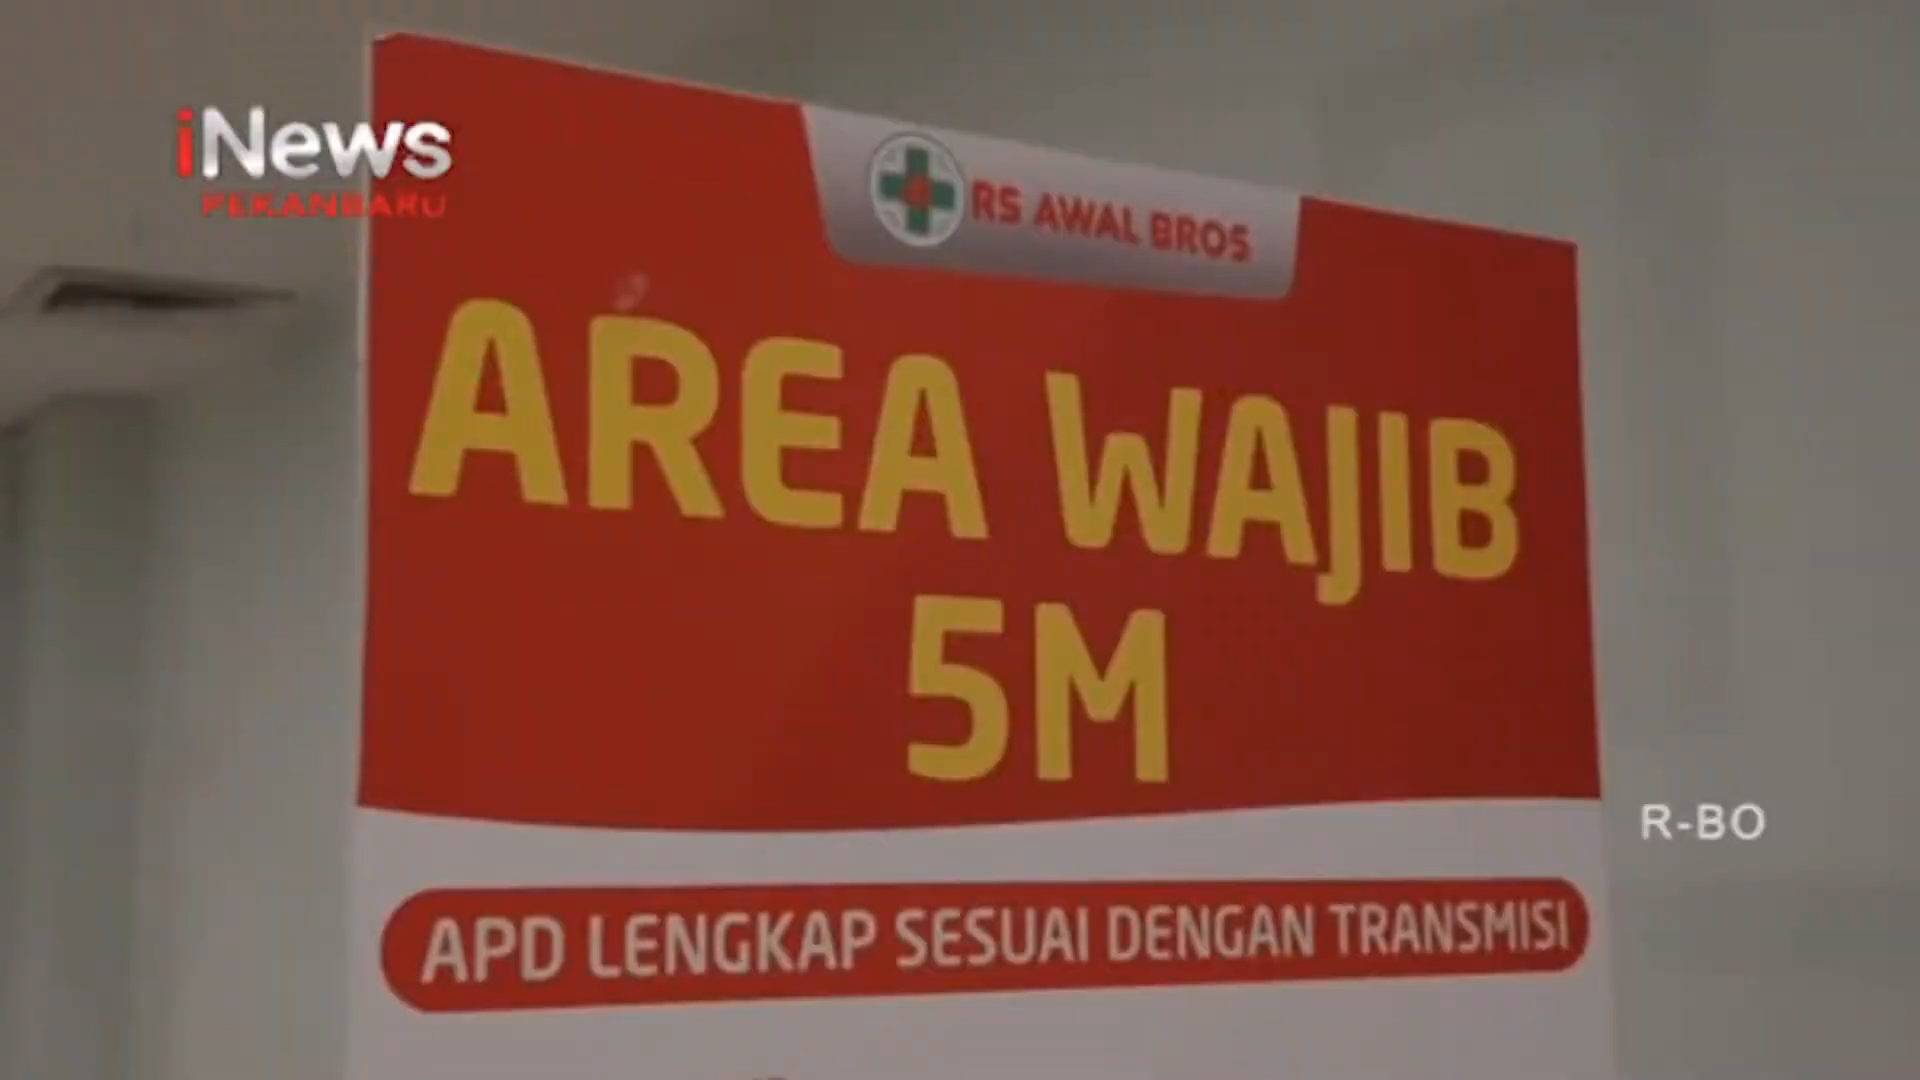 iNews
PEKANBARU
RS AWAL BROS
AREA WAJIB
5M
R-BO
APD LENGKAP SESUAI DENGAN TRANSMISI